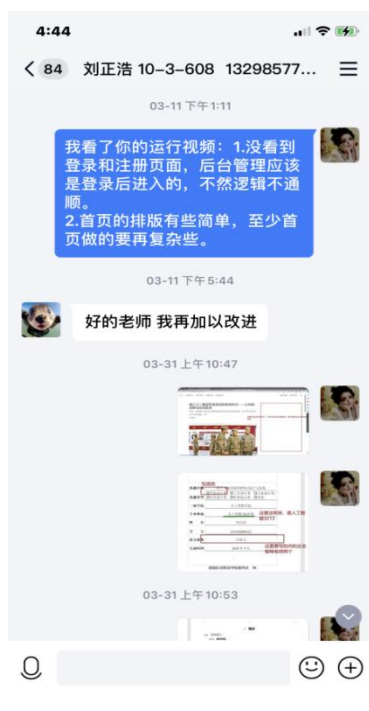 4:44
84 刘正浩 10-3-608 13298577...
03-11 下午 1:11
我看了你的运行视频：1.没看到
登录和注册页面，后台管理应该
是登录后进入的，不然逻辑不通
顺。
2.首页的排版有些简单，至少首
页做的要再复杂些。
03-11 下午 5:44
好的老师 我再加以改进
03-31 上午 10:47
03-31 上午 10:53